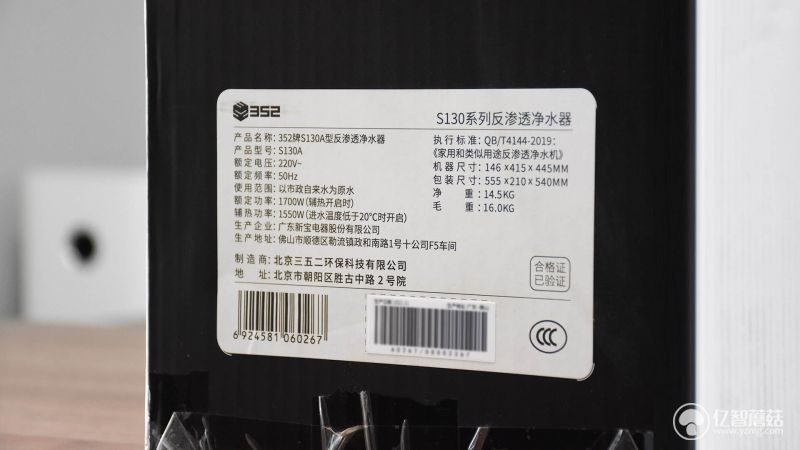 352
S130系列反渗透净水器
产品名称: 352牌S130A型反渗透净水器
产品型号: S130A
额定电压: 220V~
额定频率: 50Hz
使用范围: 以市政自来水为原水
额定功率: 1700W(辅热开启时)
辅热功率: 1550W(进水温度低于20℃时开启)
生产企业: 广东新宝电器股份有限公司
生产地址: 佛山市顺德区勒流镇政和南路1号十公司F5车间
执行标准: QB/T4144-2019:
《家用和类似用途反渗透净水机》
机器尺寸: 146×415×445MM
包装尺寸: 555×210×540MM
净 重: 14.5KG
毛 重: 16.0KG
制造商: 北京三五二环保科技有限公司
地 址: 北京市朝阳区胜古中路2号院
合格证
已验证
6 924581 060267
CCC
亿智蘑菇
www.yzmg.com